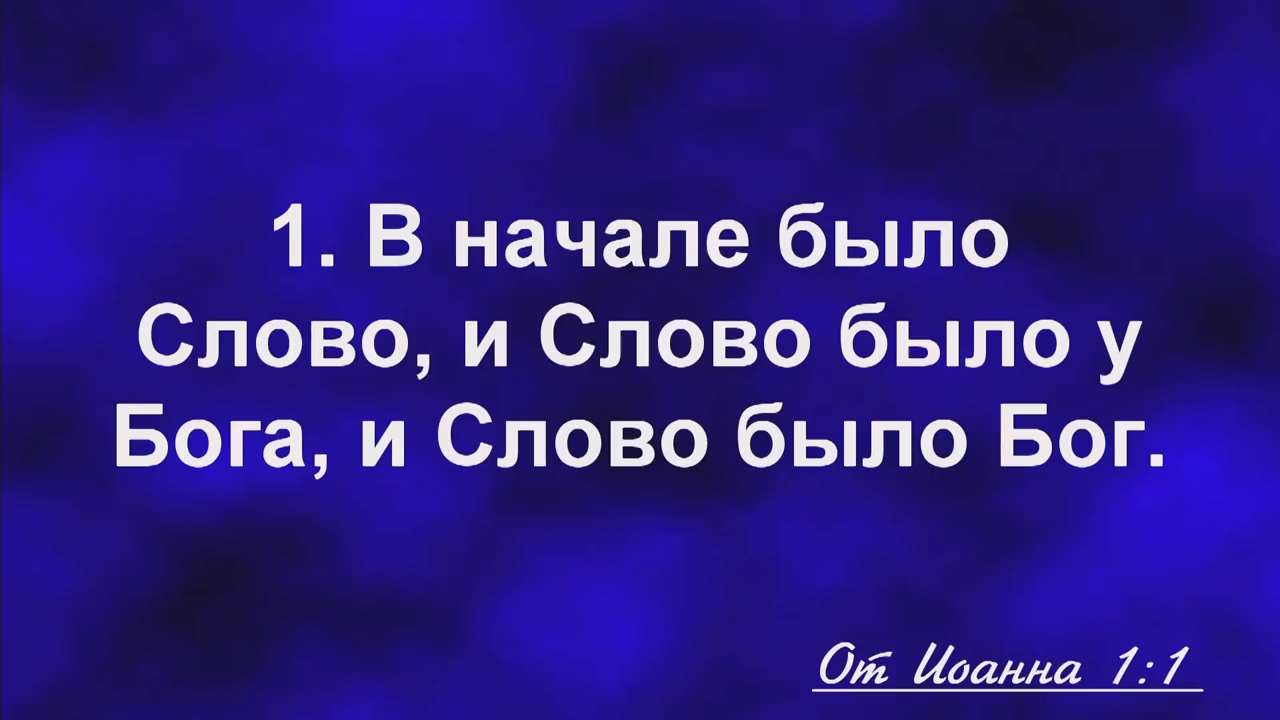 1. В начале было
Слово, и Слово было у
Бога, и Слово было Бог.
От Иоанна 1:1